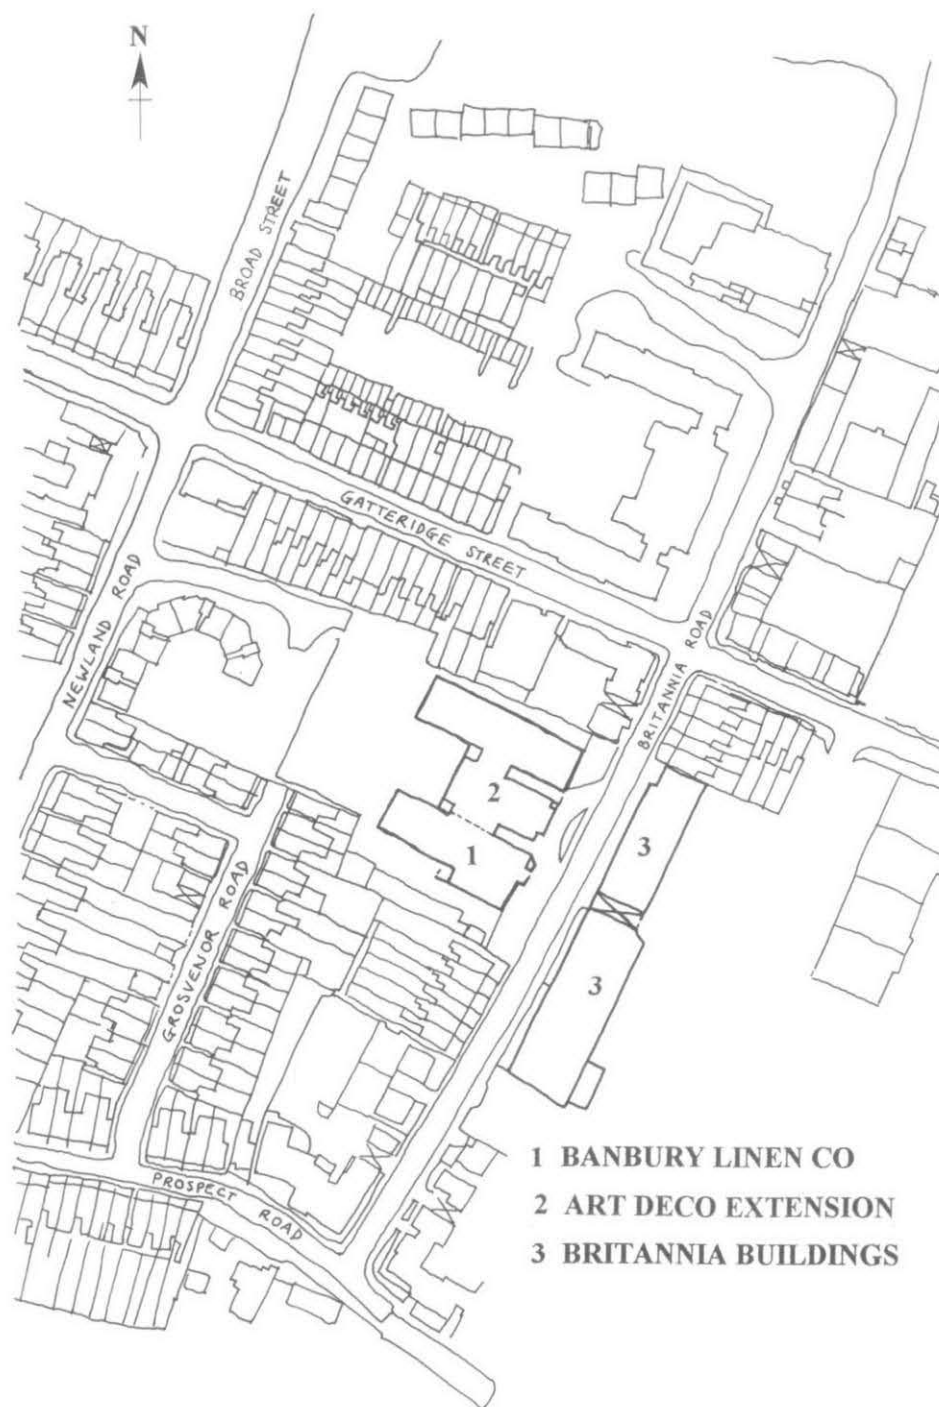 N
BROAD STREET
GATTERIDGE STREET
NEWLAND ROAD
BRITANNIA ROAD
2
3
1
GROSVENOR ROAD
3
PROSPECT ROAD
1 BANBURY LINEN CO
2 ART DECO EXTENSION
3 BRITANNIA BUILDINGS